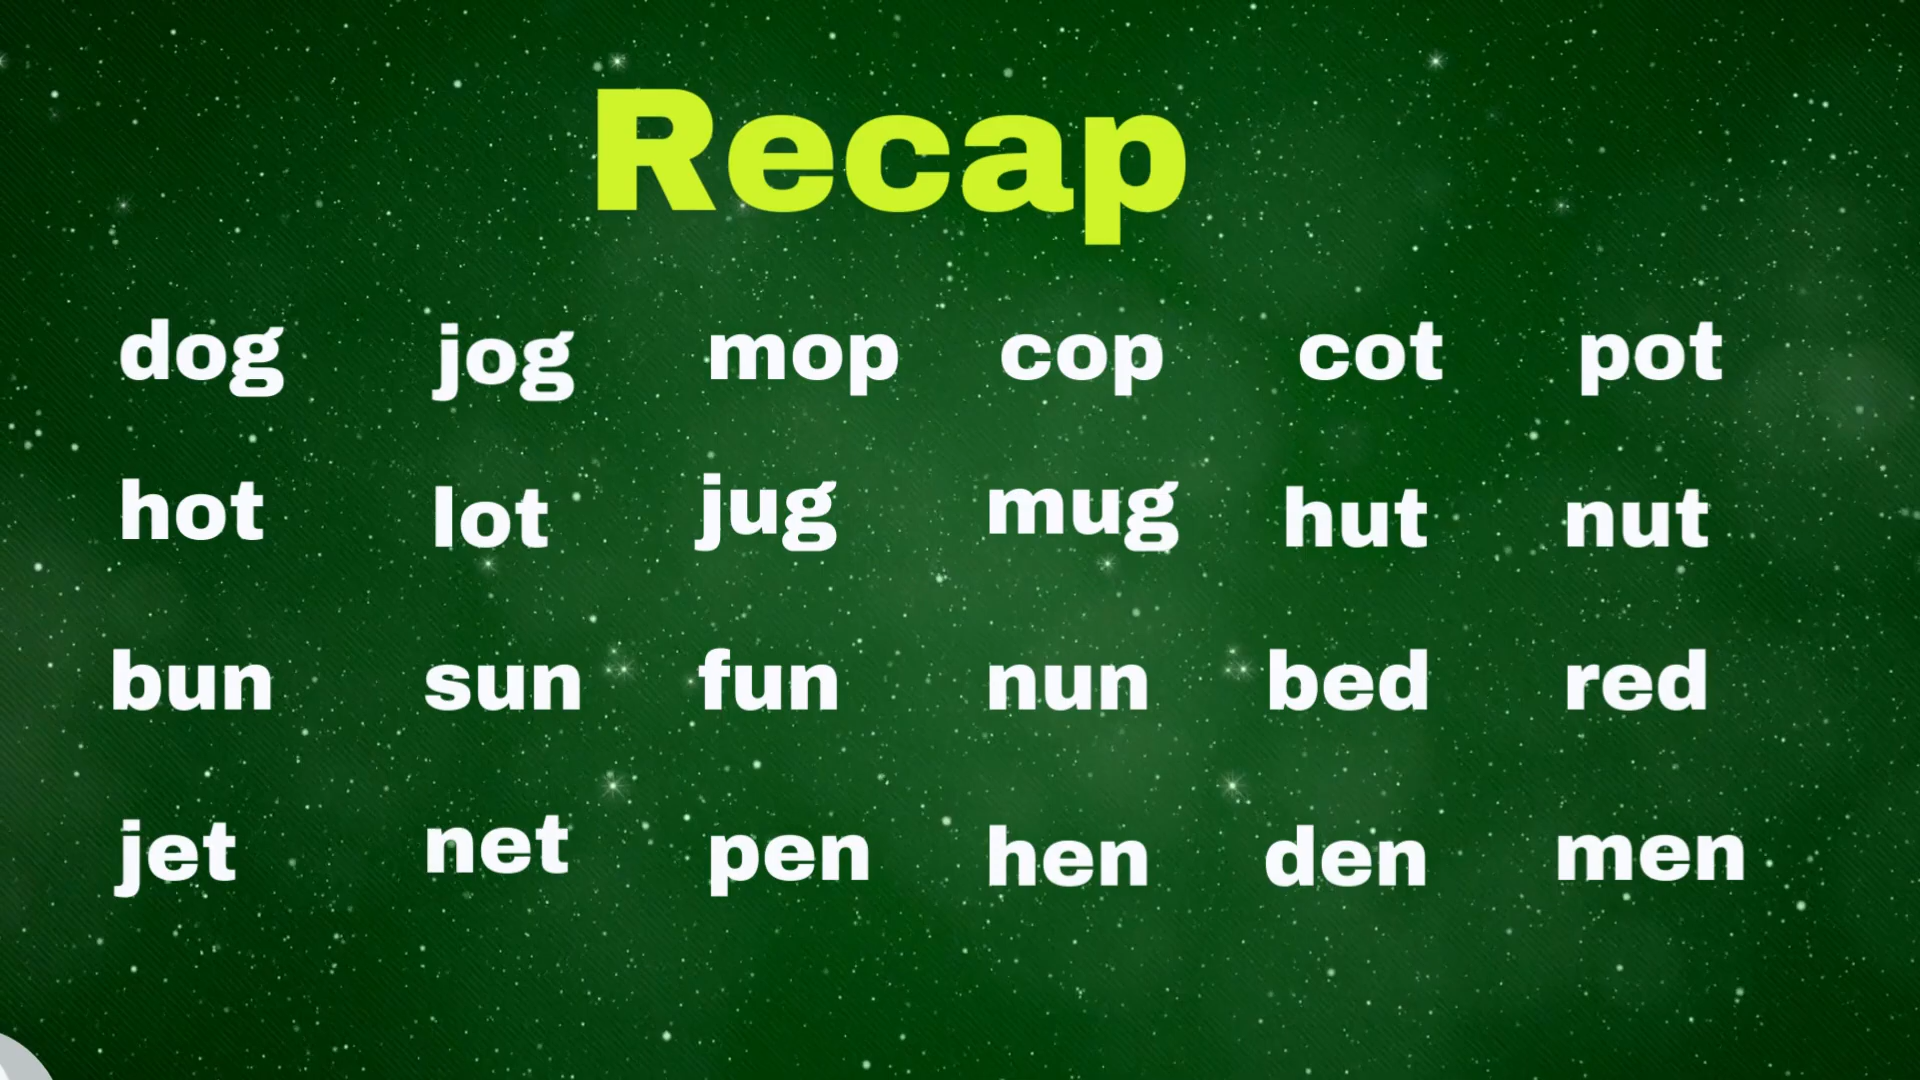 Recap
dog jog mop cop cot pot
hot lot jug mug hut nut
bun sun fun nun bed red
jet net pen hen den men